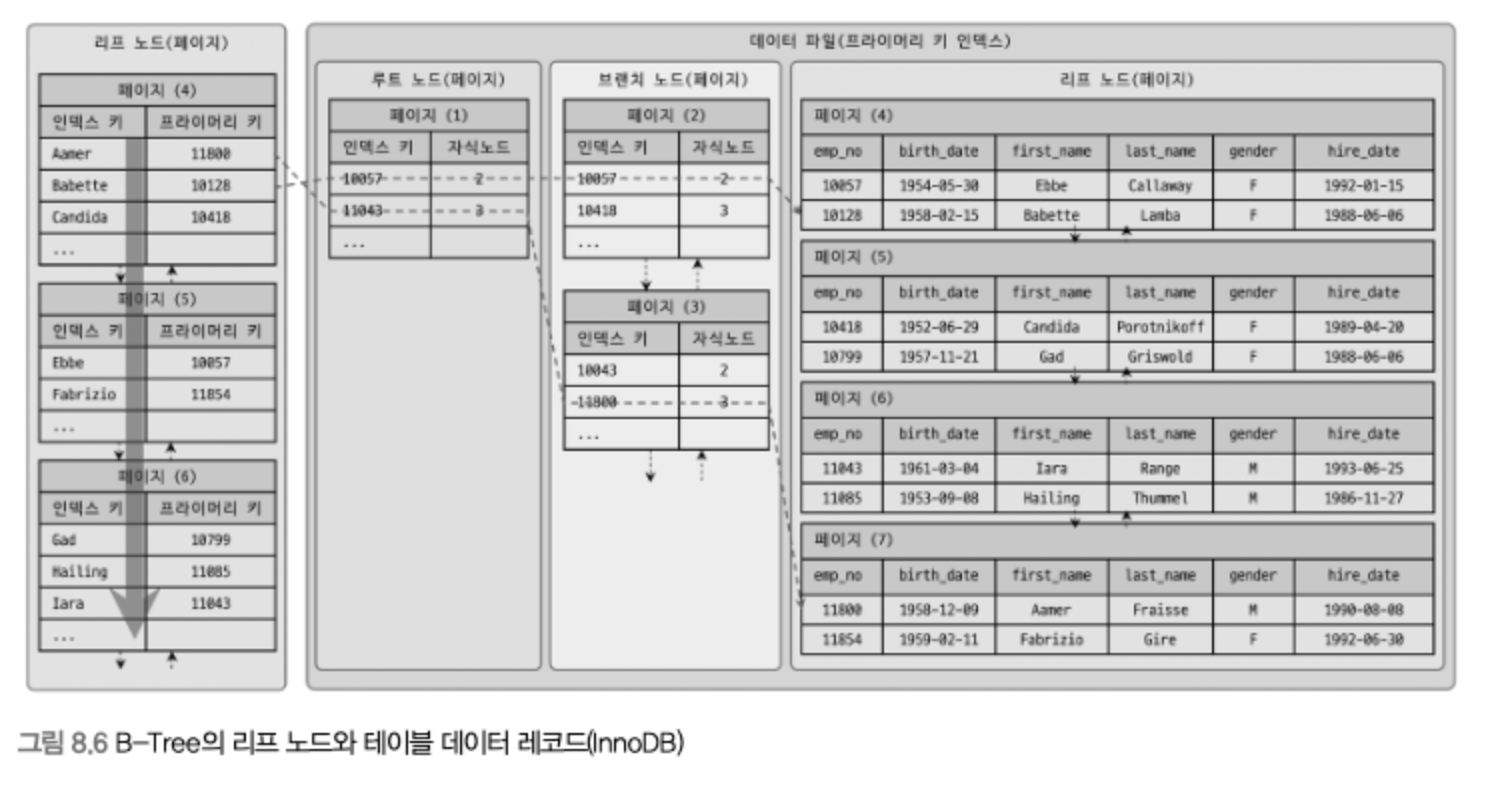 리프 노드(페이지)
페이지 (4)
인덱스 키 프라이머리 키
Aamer 11800
Babette 10128
Candida 10418
...
페이지 (5)
인덱스 키 프라이머리 키
Ebbe 10057
Fabrizio 11854
...
페이지 (6)
인덱스 키 프라이머리 키
Gad 10799
Hailing 11085
Iara 11043
...
데이터 파일(프라이머리 키 인덱스)
루트 노드(페이지)
페이지 (1)
인덱스 키 자식노드
10057 2
11043 3
...
브랜치 노드(페이지)
페이지 (2)
인덱스 키 자식노드
10057 2
10418 3
...
페이지 (3)
인덱스 키 자식노드
10043 2
11800 3
...
리프 노드(페이지)
페이지 (4)
emp_no birth_date first_name last_name gender hire_date
10057 1954-05-30 Ebbe Callaway F 1992-01-15
10128 1958-02-15 Babette Lamba F 1988-06-06
페이지 (5)
emp_no birth_date first_name last_name gender hire_date
10418 1952-06-29 Candida Porotnikoff F 1989-04-20
10799 1957-11-21 Gad Griswold F 1988-06-06
페이지 (6)
emp_no birth_date first_name last_name gender hire_date
11043 1961-03-04 Iara Range M 1993-06-25
11085 1953-09-08 Hailing Thummel M 1986-11-27
페이지 (7)
emp_no birth_date first_name last_name gender hire_date
11800 1958-12-09 Aamer Fraisse M 1990-08-08
11854 1959-02-11 Fabrizio Gire F 1992-06-30
그림 8.6 B-Tree의 리프 노드와 테이블 데이터 레코드(InnoDB)